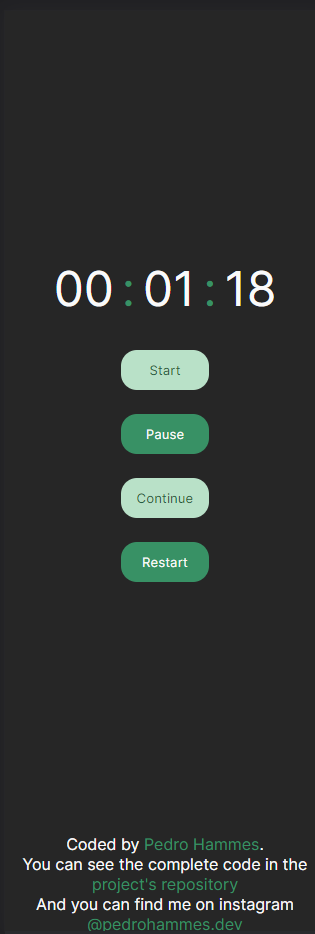 00 : 01 : 18
Start
Pause
Continue
Restart
Coded by Pedro Hammes.
You can see the complete code in the
project's repository
And you can find me on instagram
@pedrohammes.dev